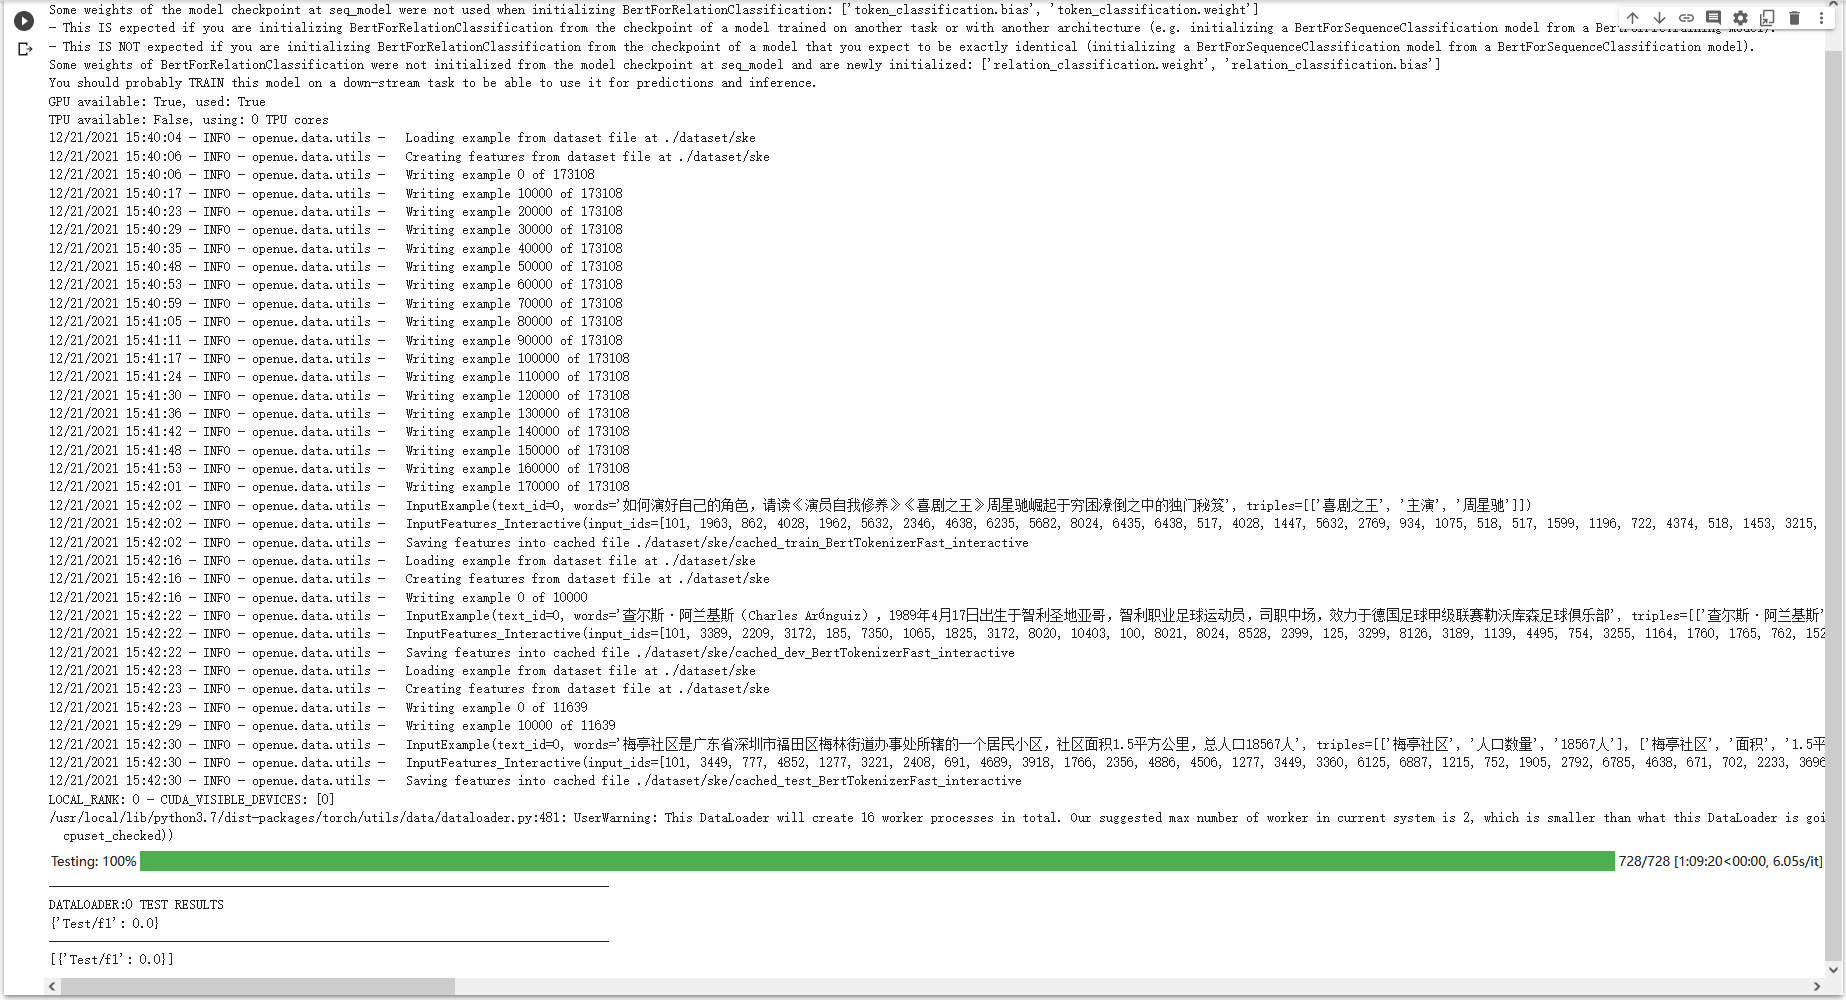 Some weights of the model checkpoint at seq_model were not used when initializing BertForRelationClassification: ['token_classification.bias', 'token_classification.weight']
- This IS expected if you are initializing BertForRelationClassification from the checkpoint of a model trained on another task or with another architecture (e.g. initializing a BertForSequenceClassification model from a BertForPreTraining model).
- This IS NOT expected if you are initializing BertForRelationClassification from the checkpoint of a model that you expect to be exactly identical (initializing a BertForSequenceClassification model from a BertForSequenceClassification model).
Some weights of BertForRelationClassification were not initialized from the model checkpoint at seq_model and are newly initialized: ['relation_classification.weight', 'relation_classification.bias']
You should probably TRAIN this model on a down-stream task to be able to use it for predictions and inference.
GPU available: True, used: True
TPU available: False, using: 0 TPU cores
12/21/2021 15:40:04 - INFO - openue.data.utils -   Loading example from dataset file at ./dataset/ske
12/21/2021 15:40:06 - INFO - openue.data.utils -   Creating features from dataset file at ./dataset/ske
12/21/2021 15:40:06 - INFO - openue.data.utils -   Writing example 0 of 173108
12/21/2021 15:40:17 - INFO - openue.data.utils -   Writing example 10000 of 173108
12/21/2021 15:40:23 - INFO - openue.data.utils -   Writing example 20000 of 173108
12/21/2021 15:40:29 - INFO - openue.data.utils -   Writing example 30000 of 173108
12/21/2021 15:40:35 - INFO - openue.data.utils -   Writing example 40000 of 173108
12/21/2021 15:40:48 - INFO - openue.data.utils -   Writing example 50000 of 173108
12/21/2021 15:40:53 - INFO - openue.data.utils -   Writing example 60000 of 173108
12/21/2021 15:40:59 - INFO - openue.data.utils -   Writing example 70000 of 173108
12/21/2021 15:41:05 - INFO - openue.data.utils -   Writing example 80000 of 173108
12/21/2021 15:41:11 - INFO - openue.data.utils -   Writing example 90000 of 173108
12/21/2021 15:41:17 - INFO - openue.data.utils -   Writing example 100000 of 173108
12/21/2021 15:41:24 - INFO - openue.data.utils -   Writing example 110000 of 173108
12/21/2021 15:41:30 - INFO - openue.data.utils -   Writing example 120000 of 173108
12/21/2021 15:41:36 - INFO - openue.data.utils -   Writing example 130000 of 173108
12/21/2021 15:41:42 - INFO - openue.data.utils -   Writing example 140000 of 173108
12/21/2021 15:41:48 - INFO - openue.data.utils -   Writing example 150000 of 173108
12/21/2021 15:41:53 - INFO - openue.data.utils -   Writing example 160000 of 173108
12/21/2021 15:42:01 - INFO - openue.data.utils -   Writing example 170000 of 173108
12/21/2021 15:42:02 - INFO - openue.data.utils -   InputExample(text_id=0, words='如何演好自己的角色，请读《演员自我修养》《喜剧之王》周星驰崛起于穷困潦倒之中的独门秘笈', triples=[['喜剧之王', '主演', '周星驰']])
12/21/2021 15:42:02 - INFO - openue.data.utils -   InputFeatures_Interactive(input_ids=[101, 1963, 862, 4028, 1962, 5632, 2346, 4638, 6235, 5682, 8024, 6435, 6438, 517, 4028, 1447, 5632, 2769, 934, 1075, 518, 517, 1599, 1196, 722, 4374, 518, 1453, 3215,
12/21/2021 15:42:02 - INFO - openue.data.utils -   Saving features into cached file ./dataset/ske/cached_train_BertTokenizerFast_interactive
12/21/2021 15:42:16 - INFO - openue.data.utils -   Loading example from dataset file at ./dataset/ske
12/21/2021 15:42:16 - INFO - openue.data.utils -   Creating features from dataset file at ./dataset/ske
12/21/2021 15:42:16 - INFO - openue.data.utils -   Writing example 0 of 10000
12/21/2021 15:42:22 - INFO - openue.data.utils -   InputExample(text_id=0, words='查尔斯·阿兰基斯（Charles Aránguiz），1989年4月17日出生于智利圣地亚哥，智利职业足球运动员，司职中场，效力于德国足球甲级联赛勒沃库森足球俱乐部', triples=[['查尔斯·阿兰基斯'
12/21/2021 15:42:22 - INFO - openue.data.utils -   InputFeatures_Interactive(input_ids=[101, 3389, 2209, 3172, 185, 7350, 1065, 1825, 3172, 8020, 10403, 100, 8021, 8024, 8528, 2399, 125, 3299, 8126, 3189, 1139, 4495, 754, 3255, 1164, 1760, 1765, 762, 152
12/21/2021 15:42:22 - INFO - openue.data.utils -   Saving features into cached file ./dataset/ske/cached_dev_BertTokenizerFast_interactive
12/21/2021 15:42:23 - INFO - openue.data.utils -   Loading example from dataset file at ./dataset/ske
12/21/2021 15:42:23 - INFO - openue.data.utils -   Creating features from dataset file at ./dataset/ske
12/21/2021 15:42:23 - INFO - openue.data.utils -   Writing example 0 of 11639
12/21/2021 15:42:29 - INFO - openue.data.utils -   Writing example 10000 of 11639
12/21/2021 15:42:30 - INFO - openue.data.utils -   InputExample(text_id=0, words='梅亭社区是广东省深圳市福田区梅林街道办事处所辖的一个居民小区，社区面积1.5平方公里，总人口18567人', triples=[['梅亭社区', '人口数量', '18567人'], ['梅亭社区', '面积', '1.5平
12/21/2021 15:42:30 - INFO - openue.data.utils -   InputFeatures_Interactive(input_ids=[101, 3449, 777, 4852, 1277, 3221, 2408, 691, 4689, 3918, 1766, 2356, 4886, 4506, 1277, 3449, 3360, 6125, 6887, 1215, 752, 1905, 2792, 6785, 4638, 671, 702, 2233, 3696
12/21/2021 15:42:30 - INFO - openue.data.utils -   Saving features into cached file ./dataset/ske/cached_test_BertTokenizerFast_interactive
LOCAL_RANK: 0 - CUDA_VISIBLE_DEVICES: [0]
/usr/local/lib/python3.7/dist-packages/torch/utils/data/dataloader.py:481: UserWarning: This DataLoader will create 16 worker processes in total. Our suggested max number of worker in current system is 2, which is smaller than what this DataLoader is goi
cpuset_checked))
Testing: 100% 728/728 [1:09:20<00:00, 6.05s/it]
DATALOADER:0 TEST RESULTS
{'Test/f1': 0.0}
[{'Test/f1': 0.0}]